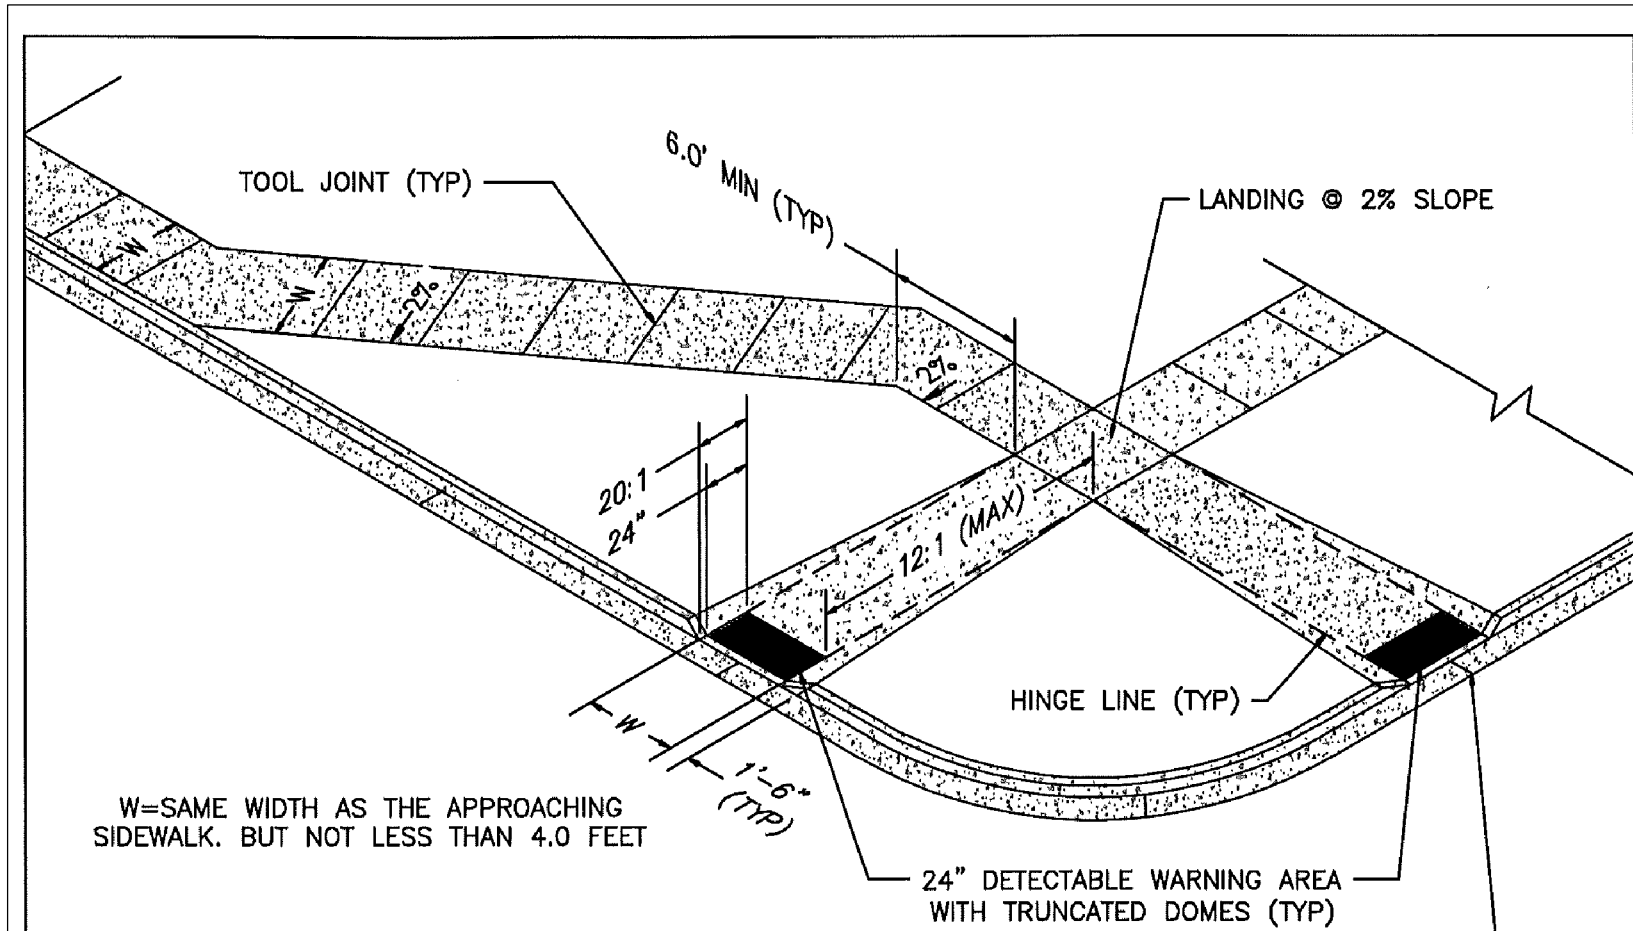 6.0' MIN (TYP)
TOOL JOINT (TYP)
LANDING @ 2% SLOPE
W
W
2%
2%
20:1
24"
12:1 (MAX)
HINGE LINE (TYP)
W
1'-6"
(TYP)
W=SAME WIDTH AS THE APPROACHING
SIDEWALK. BUT NOT LESS THAN 4.0 FEET
24" DETECTABLE WARNING AREA
WITH TRUNCATED DOMES (TYP)